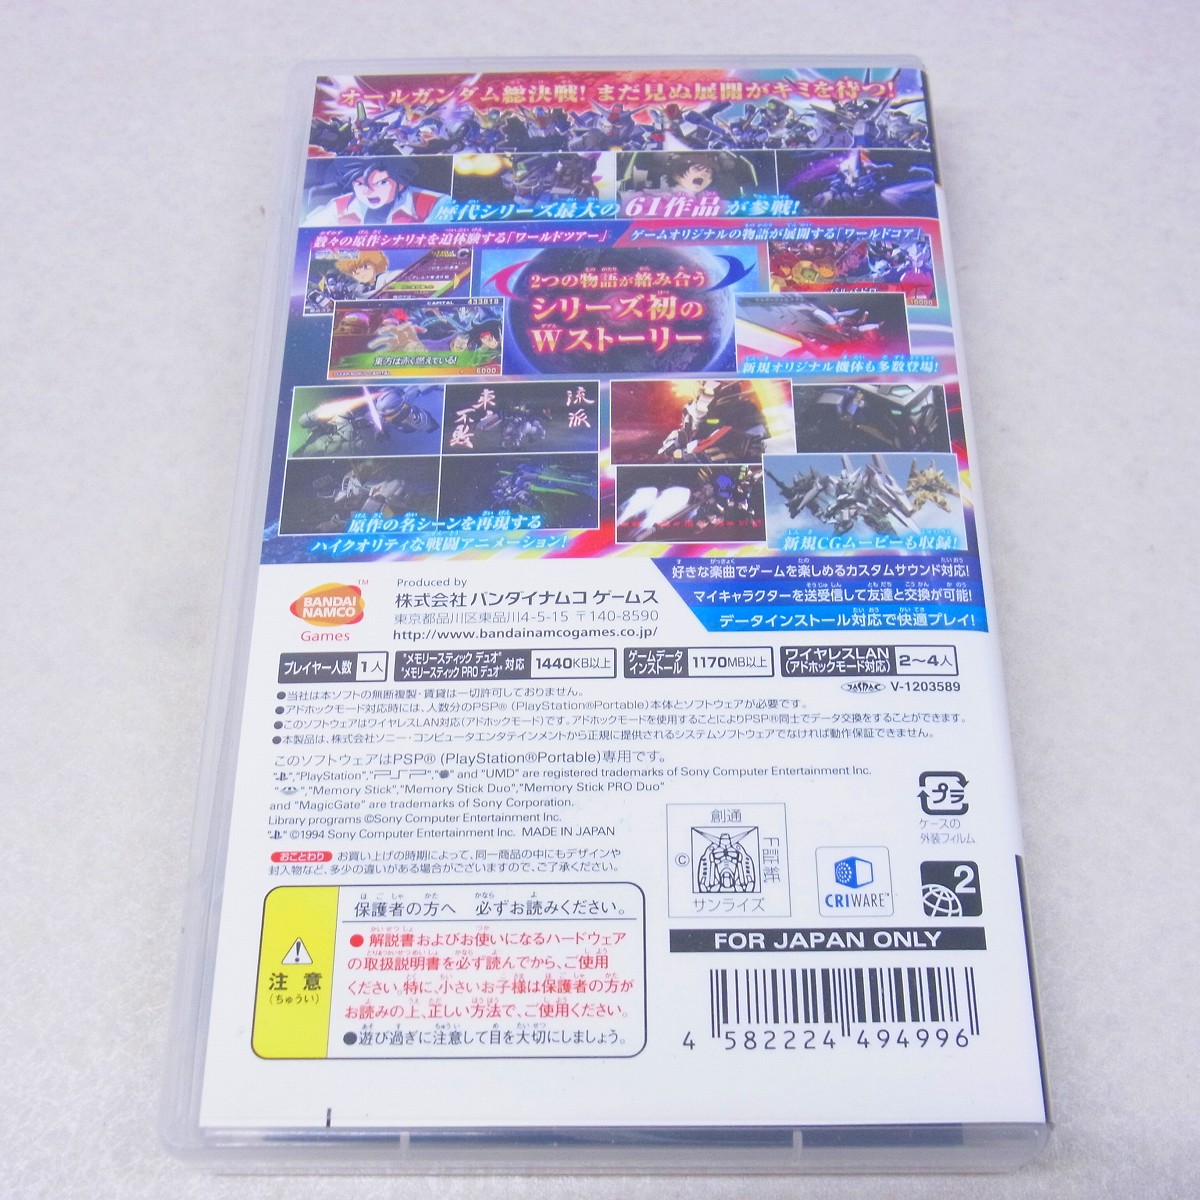 オールガンダム総決戦! まだ見ぬ展開がキミを待つ!
歴代シリーズ最大の61作品が参戦!
数々の原作シナリオを追体験する「ワールドツアー」
ゲームオリジナルの物語が展開する「ワールドコア」
2つの物語が絡み合う
シリーズ初の
Wストーリー
CAPITAL 433818
東方は赤く燃えている!
6000
10000
新規オリジナル機体も多数登場!
流派
東方不敗
原作の名シーンを再現する
ハイクオリティな戦闘アニメーション!
新規CGムービーも収録!
好きな楽曲でゲームを楽しめるカスタムサウンド対応!
マイキャラクターを送受信して友達と交換が可能!
データインストール対応で快適プレイ!
BANDAI
NAMCO
Games
TM
Produced by
株式会社 バンダイナムコ ゲームス
東京都品川区東品川4-5-15 〒140-8590
http://www.bandainamcogames.co.jp/
プレイヤー人数 1人
"メモリースティック デュオ"
"メモリースティック PRO デュオ" 対応 1440KB以上
ゲームデータ
インストール 1170MB以上
ワイヤレスLAN
(アドホックモード対応) 2〜4人
JASRAC V-1203589
●当社は本ソフトの無断複製・賃貸は一切許可しておりません。
●アドホックモード対応時には、人数分のPSP® (PlayStation®Portable)本体とソフトウェアが必要です。
●このソフトウェアはワイヤレスLAN対応(アドホックモード)です。アドホックモードを使用することによりPSP®同士でデータ交換をすることができます。
●本製品は、株式会社ソニー・コンピュータエンタテインメントから正規に提供されるシステムソフトウェアでなければ動作保証できません。
このソフトウェアはPSP® (PlayStation®Portable)専用です。
" ","PlayStation","PSP"," " and "UMD" are registered trademarks of Sony Computer Entertainment Inc.
" ","Memory Stick","Memory Stick Duo","Memory Stick PRO Duo"
and "MagicGate" are trademarks of Sony Corporation.
Library programs ©Sony Computer Entertainment Inc.
" " ©1994 Sony Computer Entertainment Inc. MADE IN JAPAN
おことわり お買い上げの時期によって、同一商品の中にもデザインや
封入物など、多少の違いがある場合がございますので、ご了承ください。
プラ
ケースの
外装フィルム
創通
F証紙
©
サンライズ
CRIWARE™
2
FOR JAPAN ONLY
注意
(ちゅうい)
保護者の方へ 必ずお読みください。
●解説書およびお使いになるハードウェア
の取扱説明書を必ず読んでから、ご使用
ください。特に、小さいお子様は保護者の方が
お読みの上、正しい方法で、ご使用ください。
●遊び過ぎに注意して目を大切にしましょう。
4 582224 494996